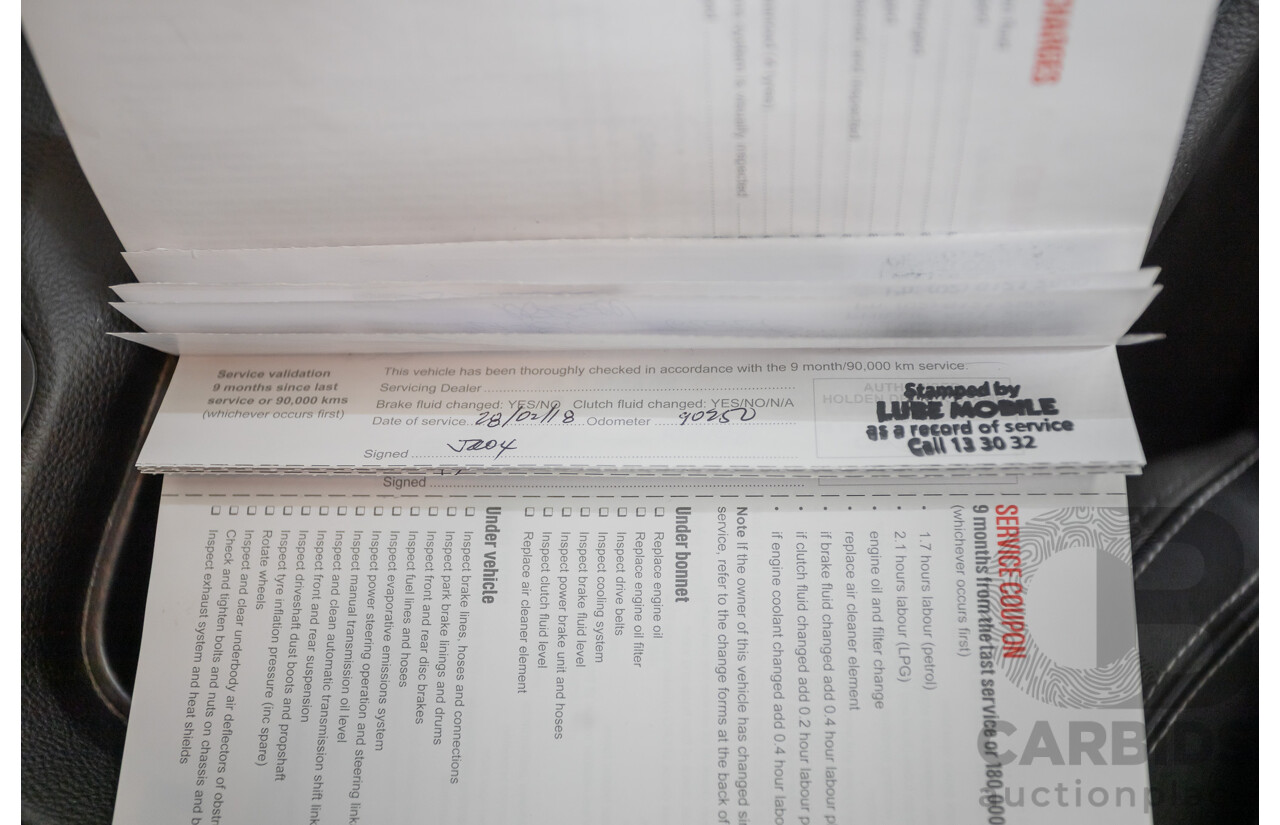 CHARGES
Service validation
9 months since last
service or 90,000 kms
(whichever occurs first)
This vehicle has been thoroughly checked in accordance with the 9 month/90,000 km service.
Servicing Dealer
Brake fluid changed: YES/NO Clutch fluid changed: YES/NO/N/A
Date of service 28/02/18 Odometer 90250
Signed
AUTH
HOLDEN D
Stamped by
LUBE MOBILE
as a record of service
Call 13 30 32
Signed
SERVICE COUPON
9 months from the last service or 180,000
(whichever occurs first)
• 1.7 hours labour (petrol)
• 2.1 hours labour (LPG)
• engine oil and filter change
• replace air cleaner element
• if brake fluid changed add 0.4 hour labour p
• if clutch fluid changed add 0.2 hour labour p
• if engine coolant changed add 0.4 hour labo
Note If the owner of this vehicle has changed si
service, refer to the change forms at the back of
Under bonnet
❑ Replace engine oil
❑ Replace engine oil filter
❑ Inspect drive belts
❑ Inspect cooling system
❑ Inspect brake fluid level
❑ Inspect power brake unit and hoses
❑ Inspect clutch fluid level
❑ Replace air cleaner element
Under vehicle
❑ Inspect brake lines, hoses and connections
❑ Inspect park brake linings and drums
❑ Inspect front and rear disc brakes
❑ Inspect fuel lines and hoses
❑ Inspect evaporative emissions system
❑ Inspect power steering operation and steering link
❑ Inspect manual transmission oil level
❑ Inspect and clean automatic transmission shift link
❑ Inspect front and rear suspension
❑ Inspect driveshaft dust boots and propshaft
❑ Inspect tyre inflation pressure (inc spare)
❑ Rotate wheels
❑ Inspect and clear underbody air deflectors of obstr
❑ Check and tighten bolts and nuts on chassis and b
❑ Inspect exhaust system and heat shields
CARBIDS
auctionpl